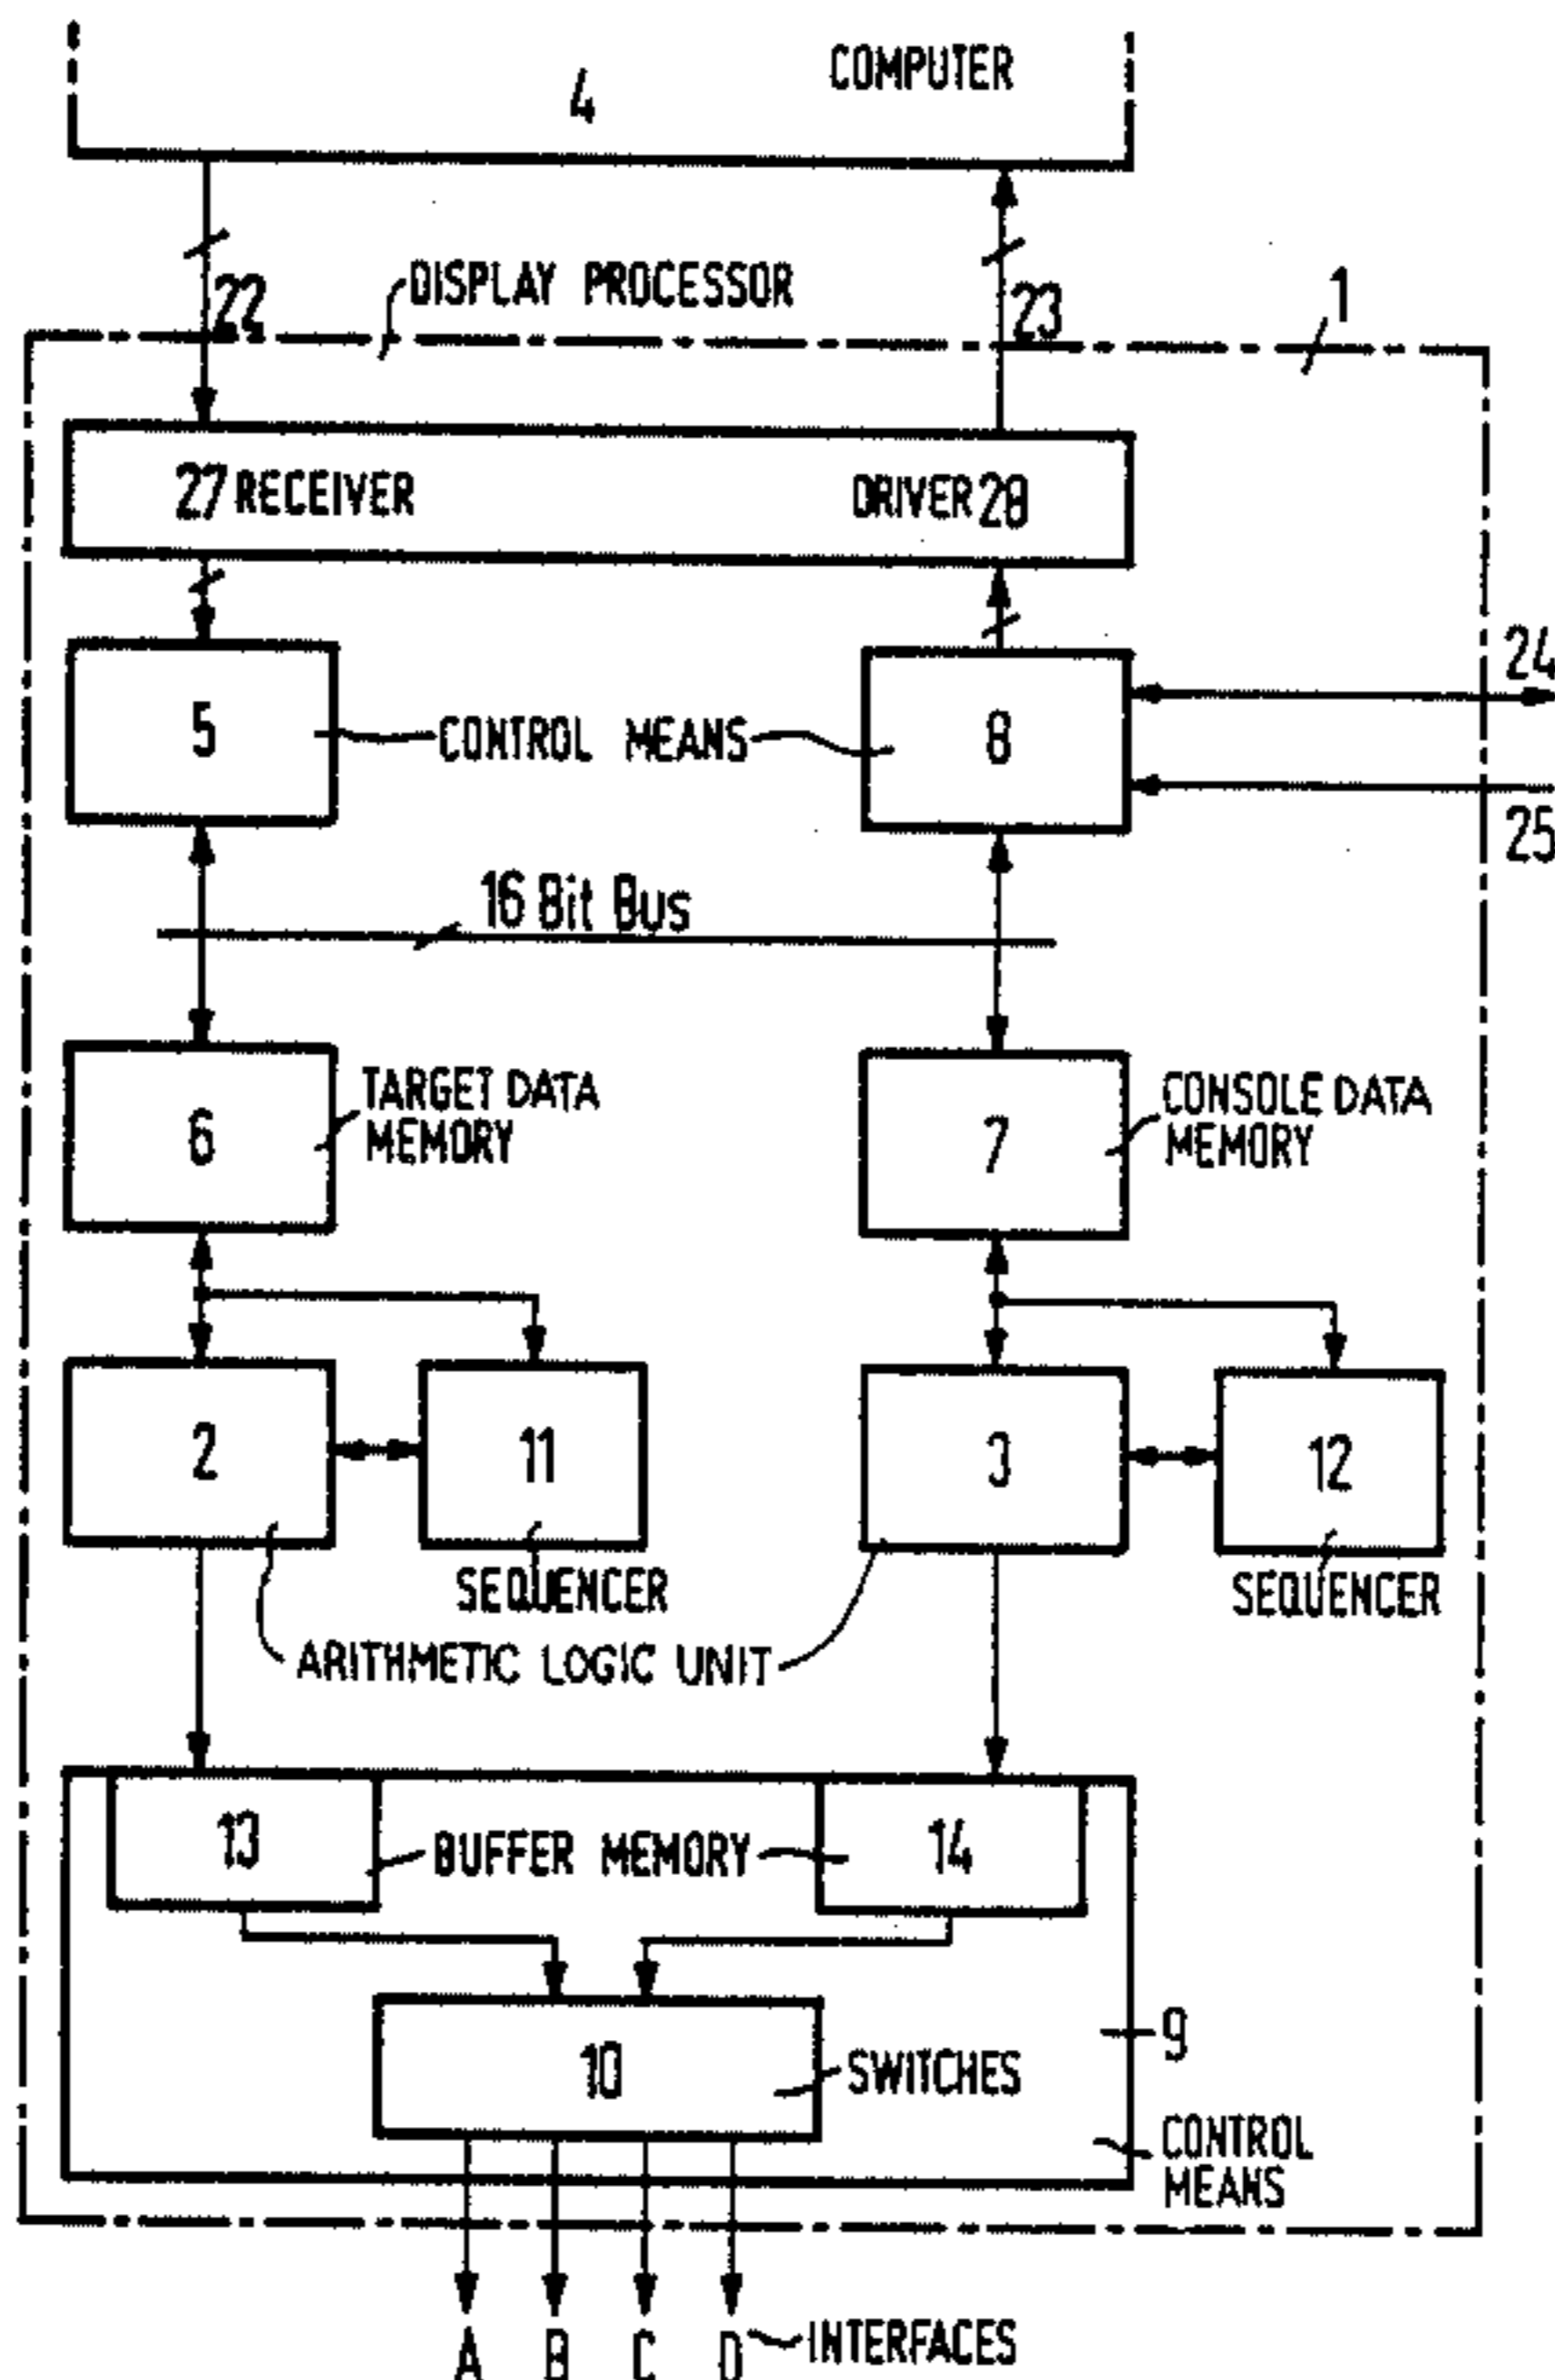 COMPUTER
4
22
DISPLAY PROCESSOR
23
1
27 RECEIVER
DRIVER 28
24
5
CONTROL MEANS
8
25
16 Bit Bus
6
TARGET DATA
MEMORY
7
CONSOLE DATA
MEMORY
2
11
3
12
SEQUENCER
SEQUENCER
ARITHMETIC LOGIC UNIT
13
BUFFER MEMORY
14
10
SWITCHES
9
CONTROL
MEANS
A B C D
INTERFACES